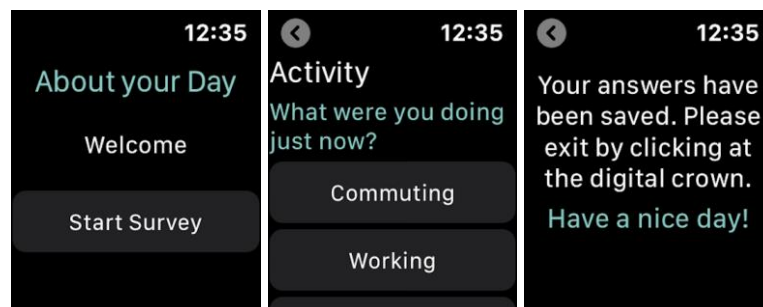 12:35
About your Day
Welcome
Start Survey
12:35
Activity
What were you doing
just now?
Commuting
Working
12:35
Your answers have
been saved. Please
exit by clicking at
the digital crown.
Have a nice day!